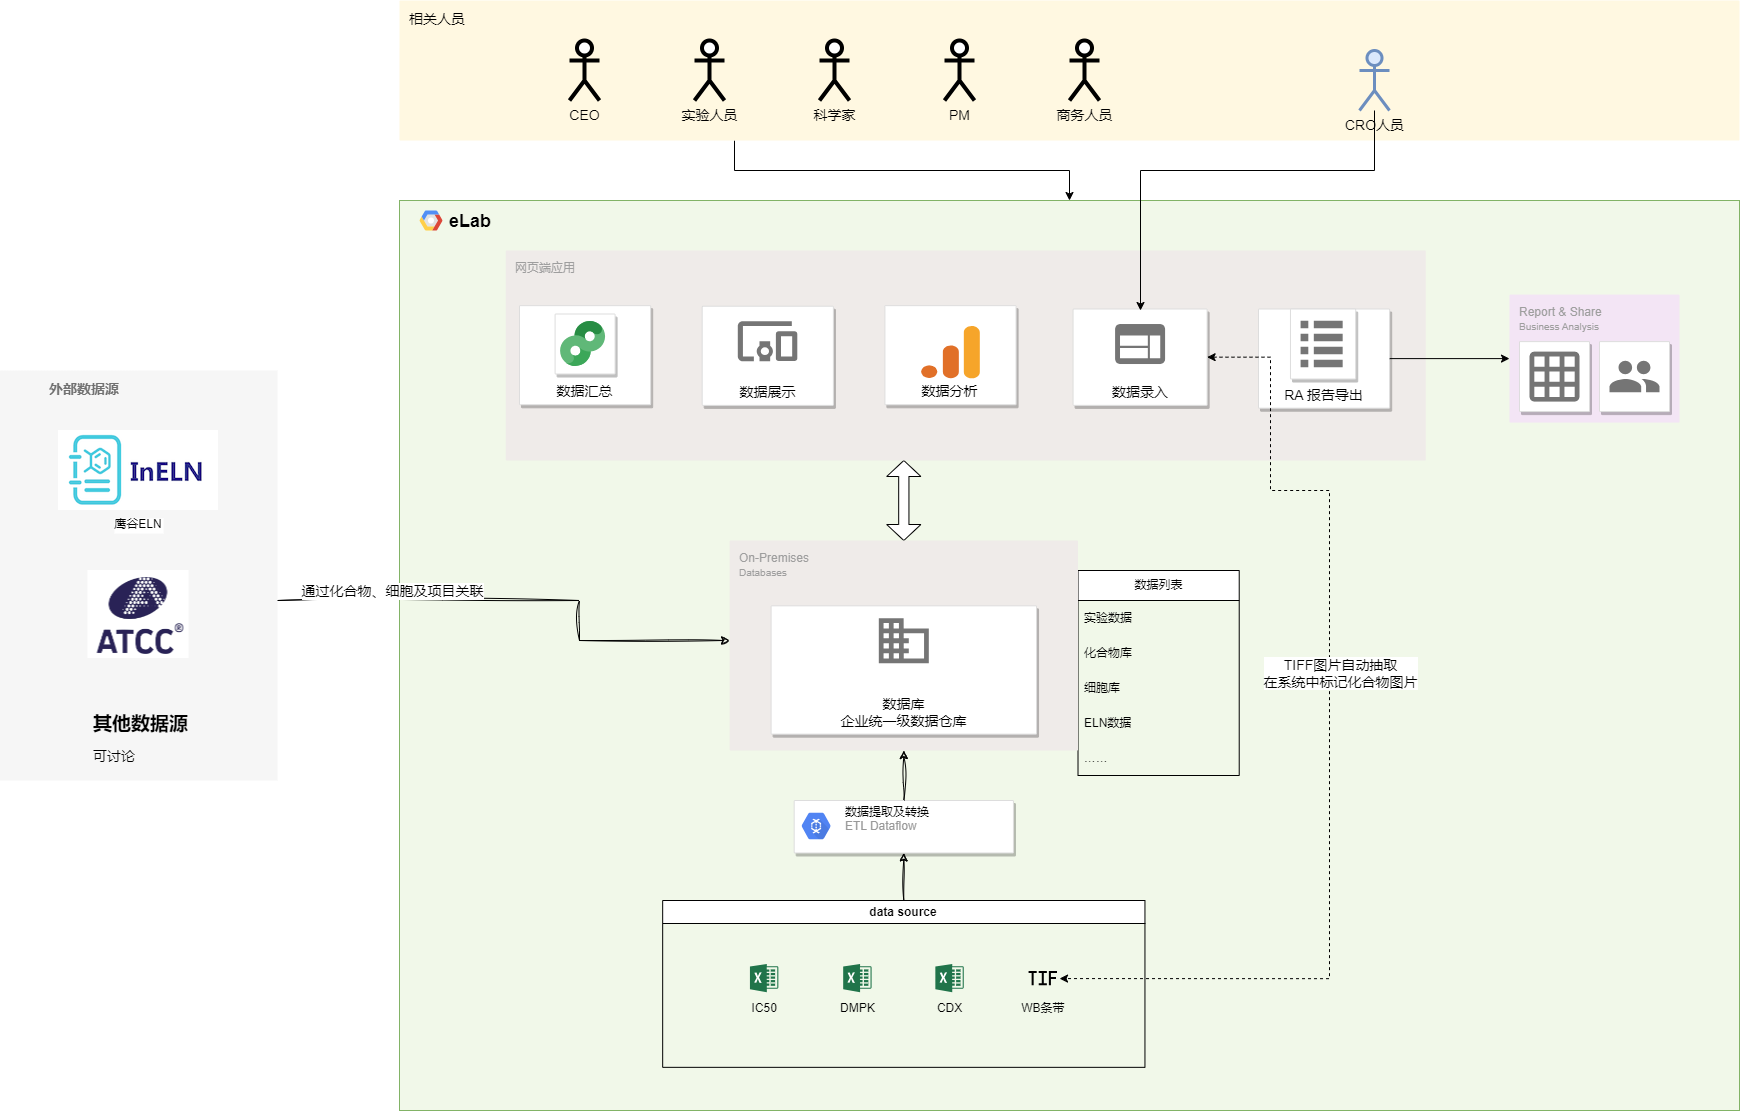 相关人员
CEO
实验人员
科学家
PM
商务人员
CRO人员
eLab
网页端应用
数据汇总
数据展示
数据分析
数据录入
RA 报告导出
Report & Share
Business Analysis
外部数据源
InELN
鹰谷ELN
ATCC®
其他数据源
可讨论
通过化合物、细胞及项目关联
On-Premises
Databases
数据库
企业统一级数据仓库
数据列表
实验数据
化合物库
细胞库
ELN数据
……
TIFF图片自动抽取
在系统中标记化合物图片
数据提取及转换
ETL Dataflow
data source
IC50
DMPK
CDX
TIF
WB条带